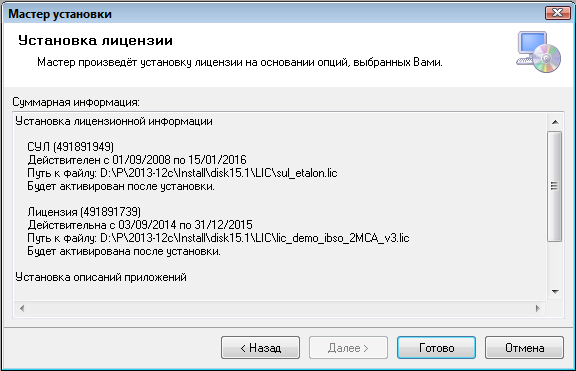 Мастер установки
Установка лицензии
Мастер произведёт установку лицензии на основании опций, выбранных Вами.
Суммарная информация:
Установка лицензионной информации
СУЛ (491891949)
Действителен с 01/09/2008 по 15/01/2016
Путь к файлу: D:\P\2013-12c\Install\disk15.1\LIC\sul_etalon.lic
Будет активирован после установки.
Лицензия (491891739)
Действительна с 03/09/2014 по 31/12/2015
Путь к файлу: D:\P\2013-12c\Install\disk15.1\LIC\lic_demo_ibso_2MCA_v3.lic
Будет активирована после установки.
Установка описаний приложений
< Назад
Далее >
Готово
Отмена